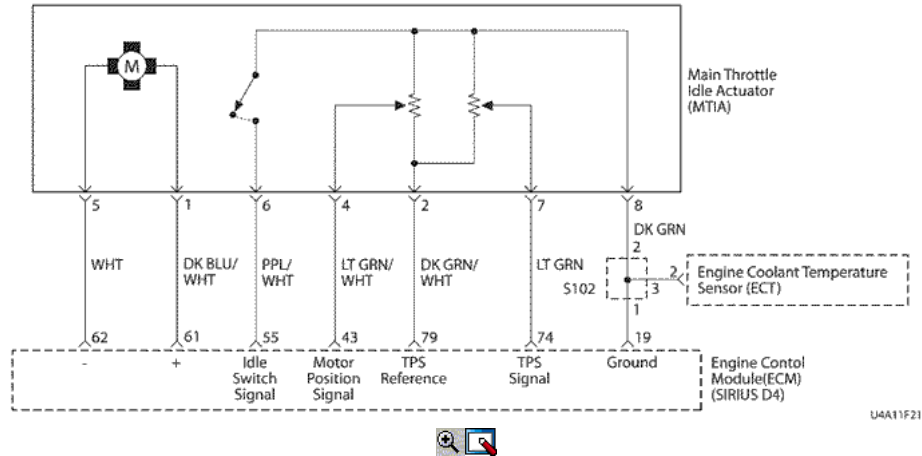 M
Main Throttle
Idle Actuator
(MTIA)
5 1 6 4 2 7 8
DK GRN
2
WHT
DK BLU/
WHT
PPL/
WHT
LT GRN/
WHT
DK GRN/
WHT
LT GRN
S102
3
2
1
Engine Coolant Temperature
Sensor (ECT)
62 61 55 43 79 74 19
-
+
Idle
Switch
Signal
Motor
Position
Signal
TPS
Reference
TPS
Signal
Ground
Engine Contol
Module(ECM)
(SIRIUS D4)
U4A11F21